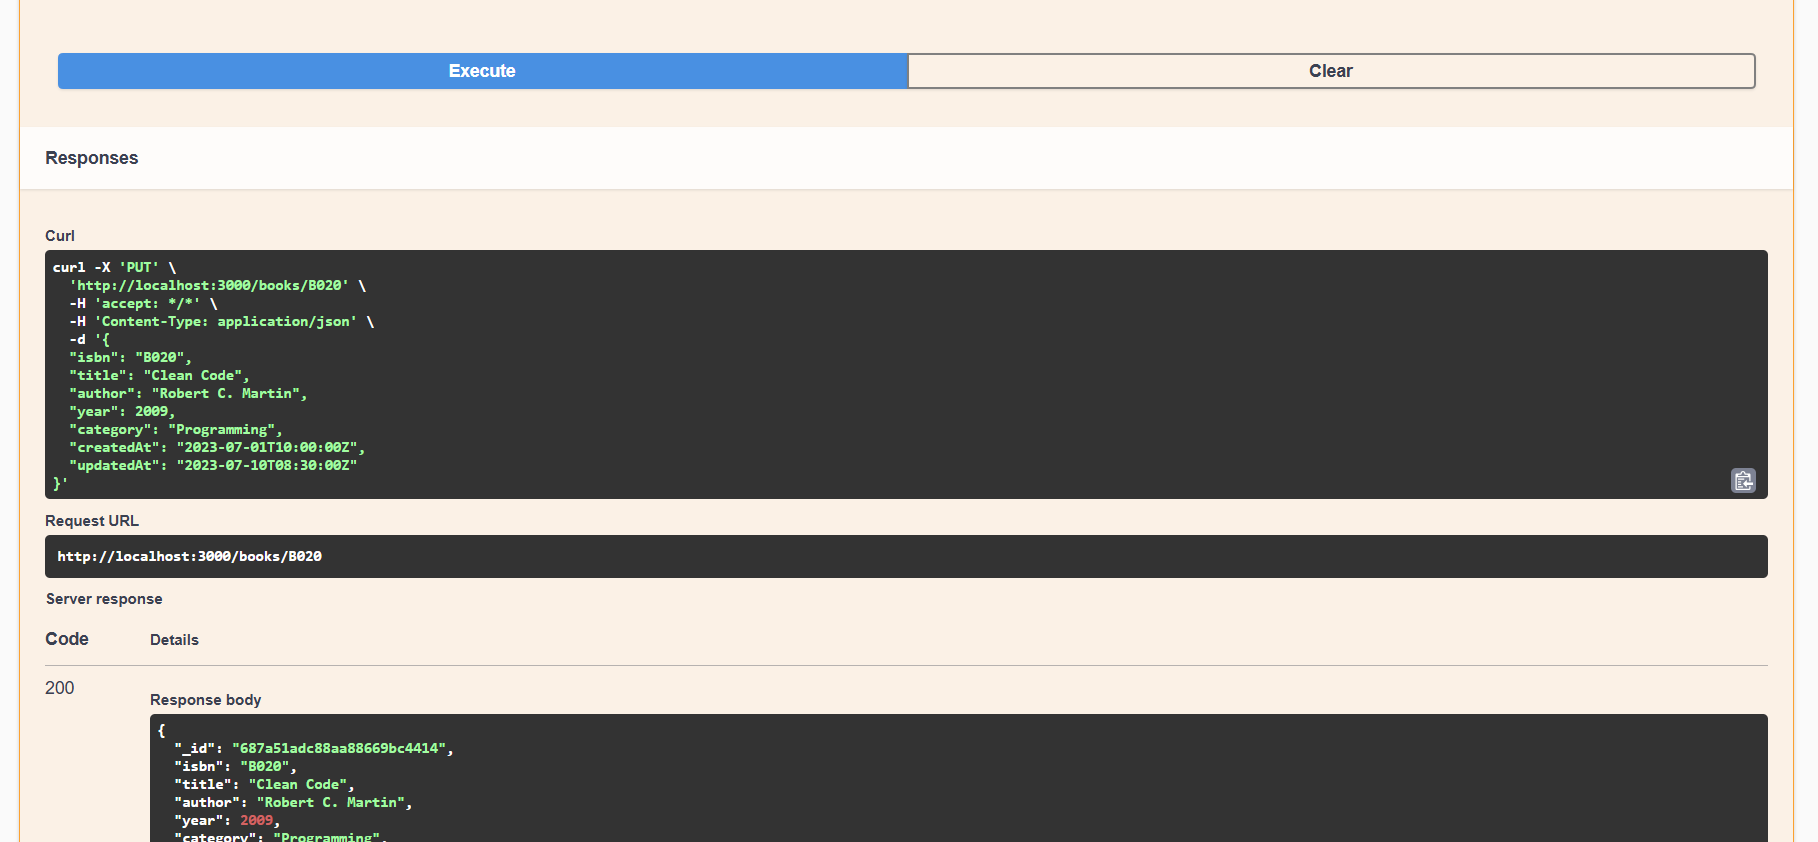 Execute
Clear
Responses
Curl
curl -X 'PUT' \
  'http://localhost:3000/books/B020' \
  -H 'accept: */*' \
  -H 'Content-Type: application/json' \
  -d '{
  "isbn": "B020",
  "title": "Clean Code",
  "author": "Robert C. Martin",
  "year": 2009,
  "category": "Programming",
  "createdAt": "2023-07-01T10:00:00Z",
  "updatedAt": "2023-07-10T08:30:00Z"
}'
Request URL
http://localhost:3000/books/B020
Server response
Code Details
200
Response body
{
  "_id": "687a51adc88aa88669bc4414",
  "isbn": "B020",
  "title": "Clean Code",
  "author": "Robert C. Martin",
  "year": 2009,
  "category": "Programming",